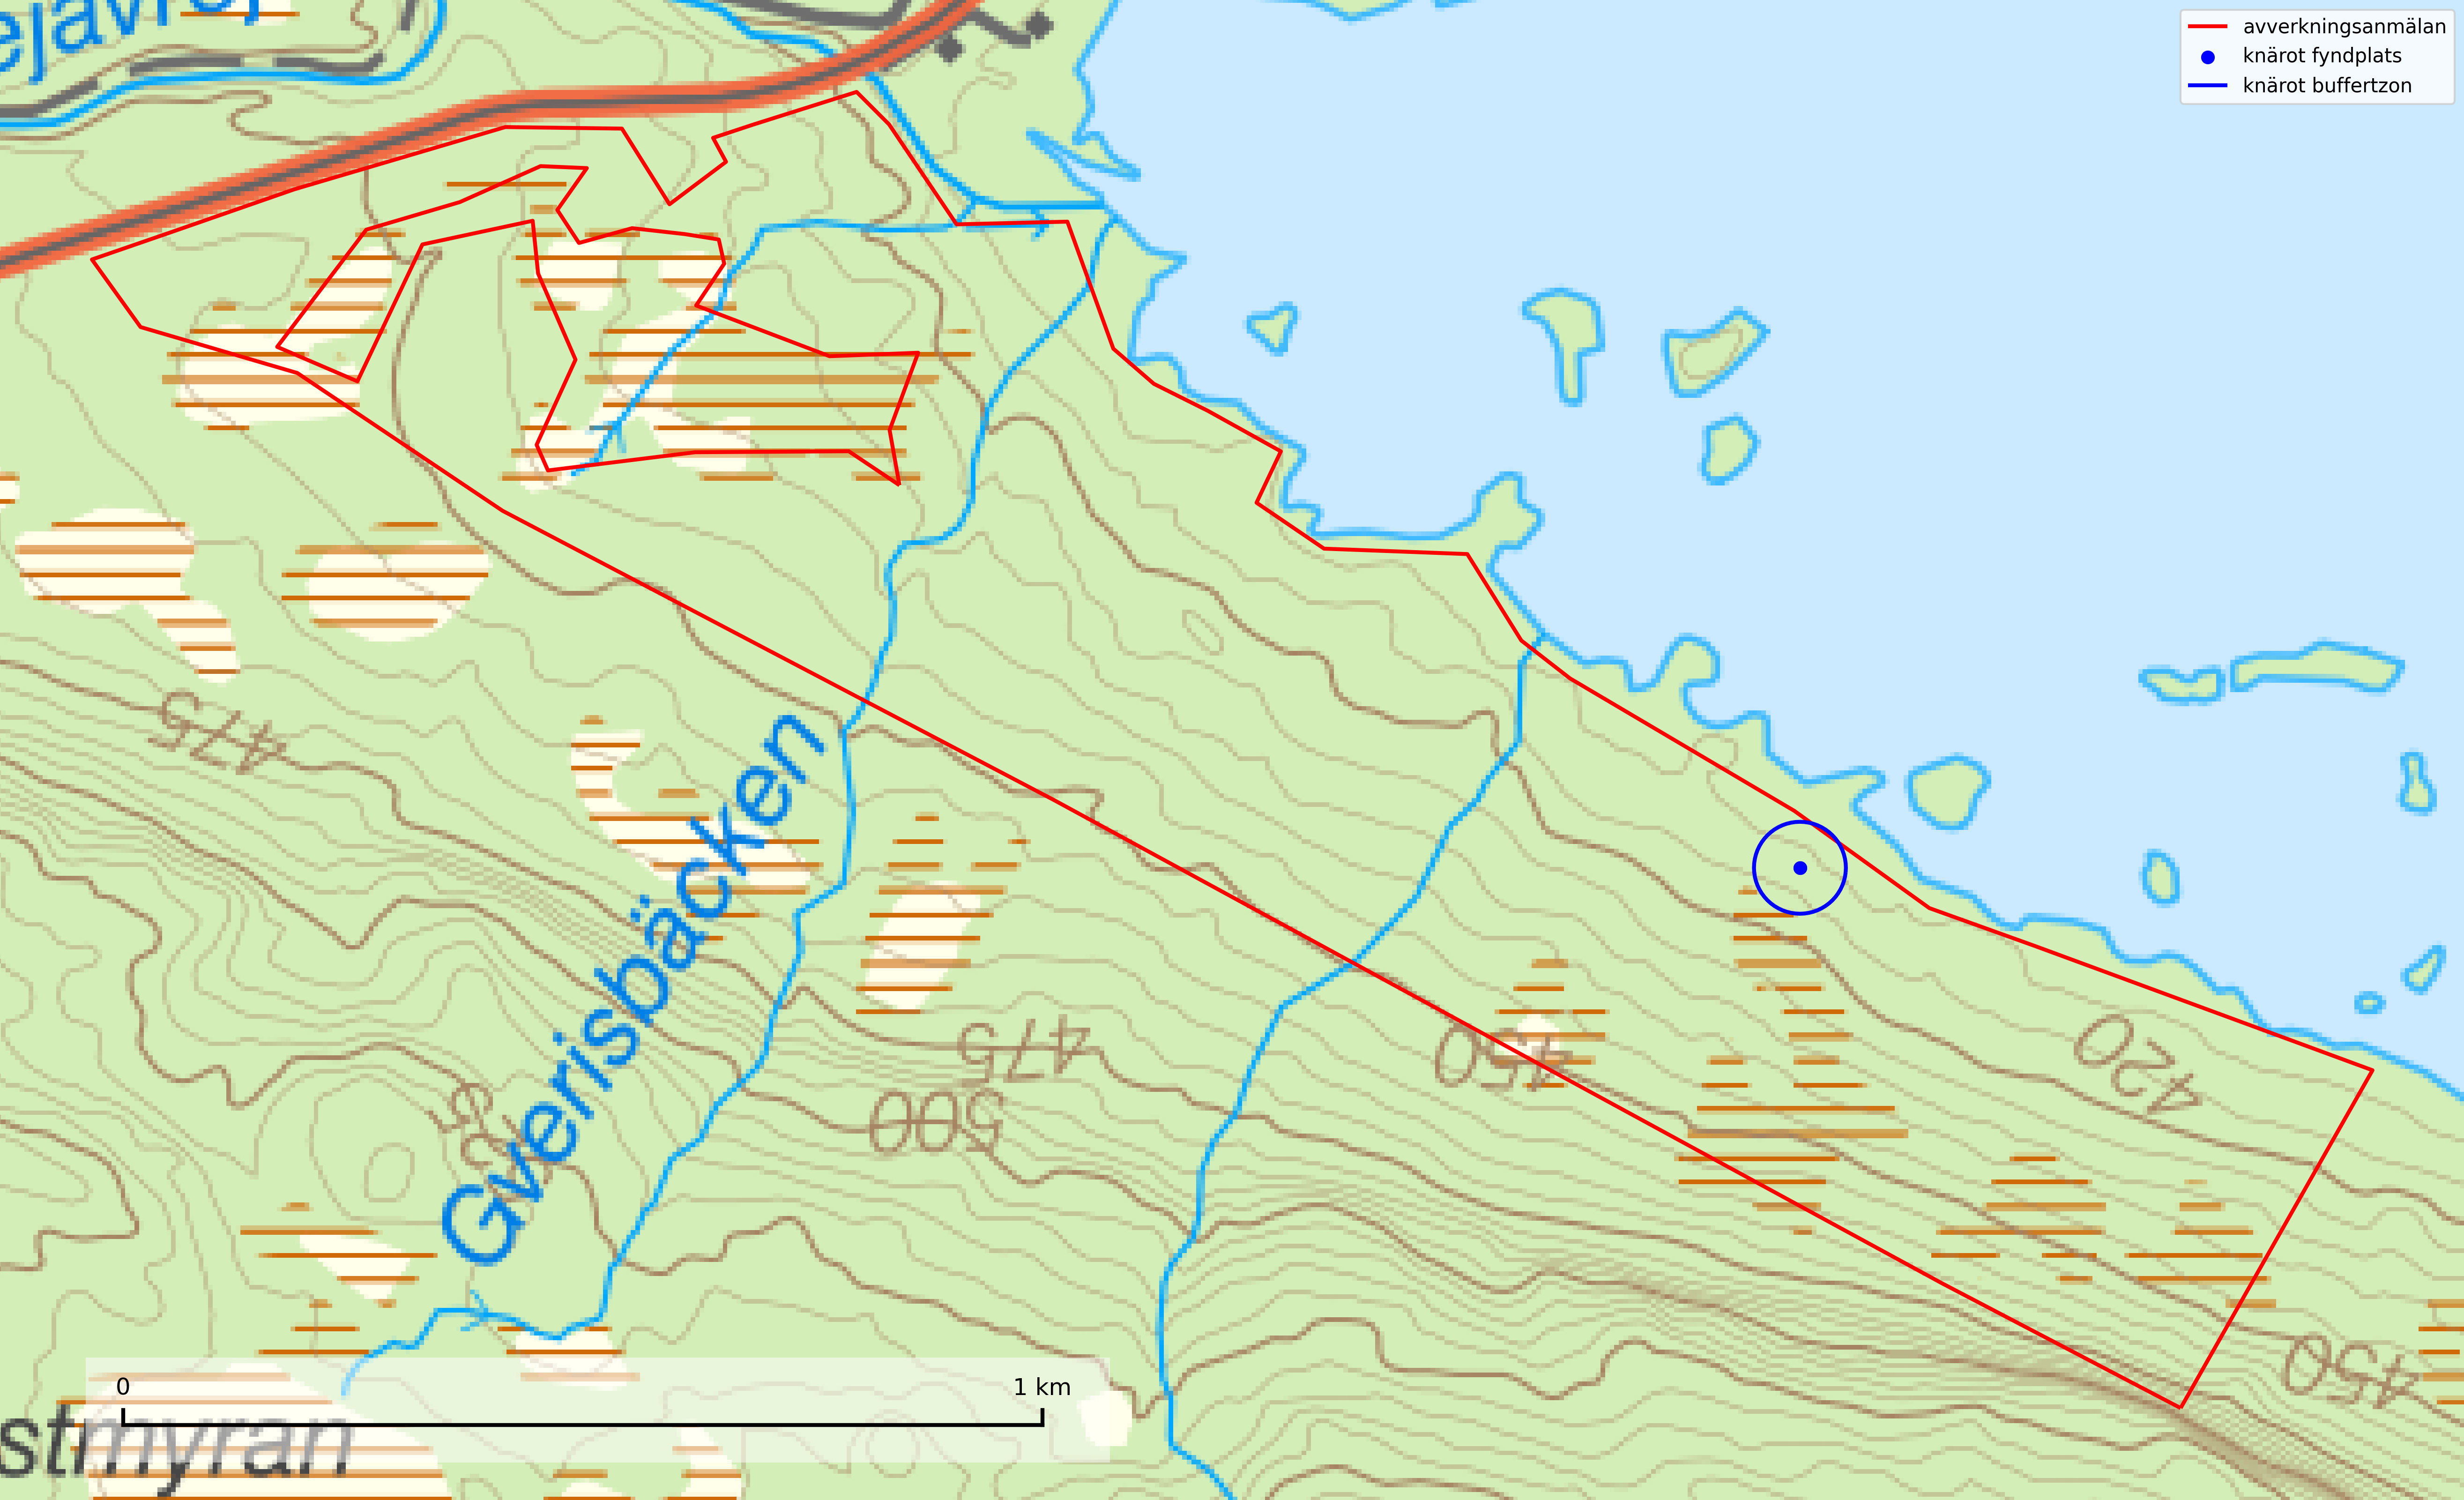 avverkningsanmälan
knärot fyndplats
knärot buffertzon
475
Gverisbäcken
475
500
450
420
450
0 1 km